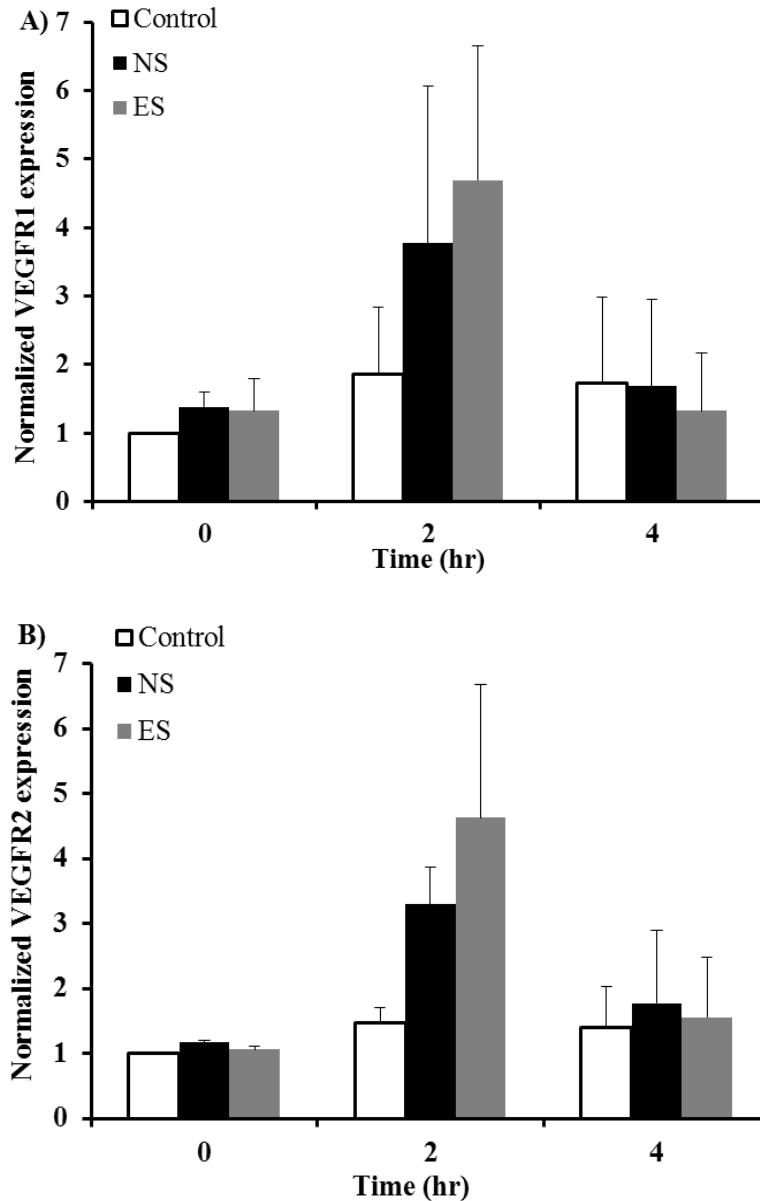 A)
Control
NS
ES
Normalized VEGFR1 expression
7
6
5
4
3
2
1
0
0 2 4
Time (hr)
B)
Control
NS
ES
Normalized VEGFR2 expression
7
6
5
4
3
2
1
0
0 2 4
Time (hr)